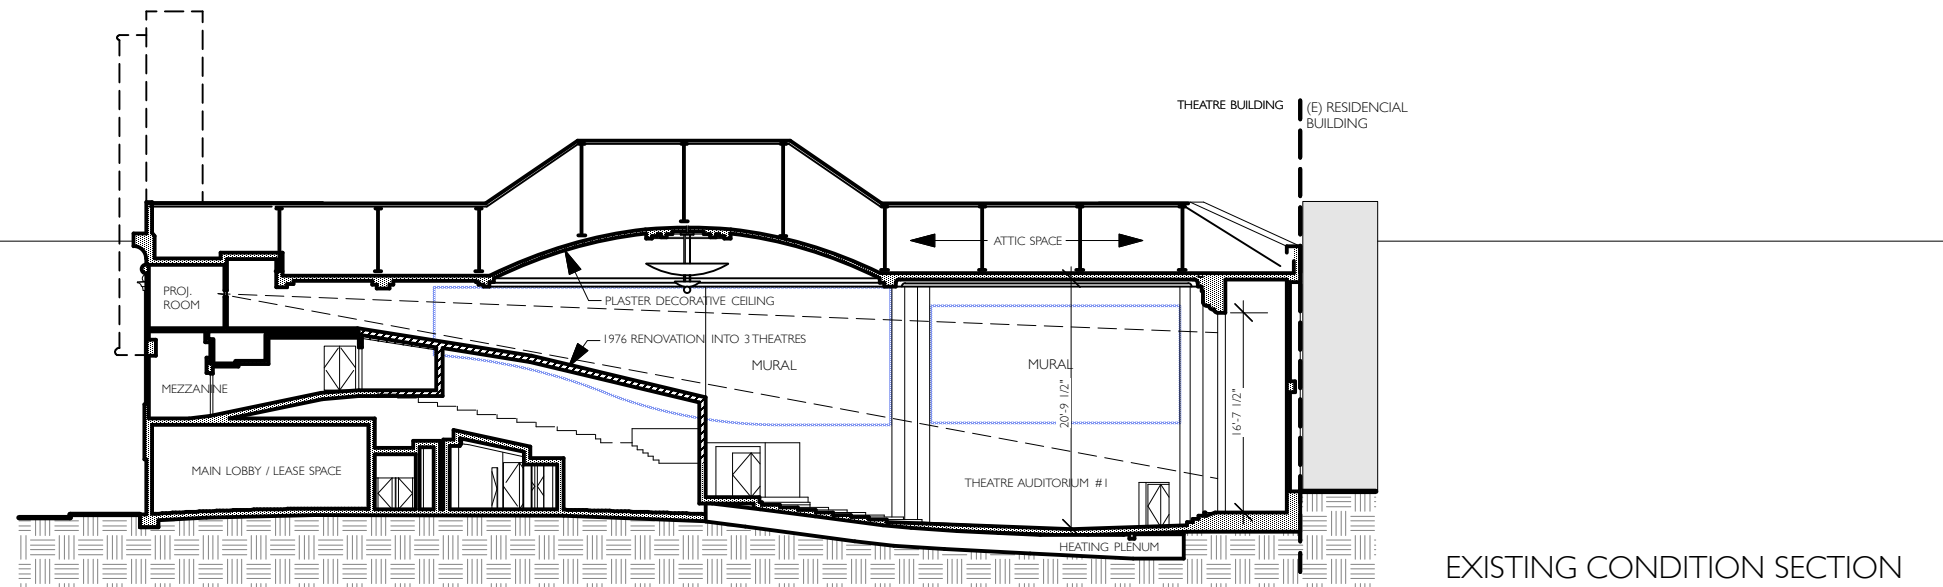 THEATRE BUILDING
(E) RESIDENCIAL
BUILDING
ATTIC SPACE
PROJ.
ROOM
PLASTER DECORATIVE CEILING
1976 RENOVATION INTO 3 THEATRES
MURAL
MURAL
MEZZANINE
20'-9 1/2"
16'-7 1/2"
MAIN LOBBY / LEASE SPACE
THEATRE AUDITORIUM #1
HEATING PLENUM
EXISTING CONDITION SECTION